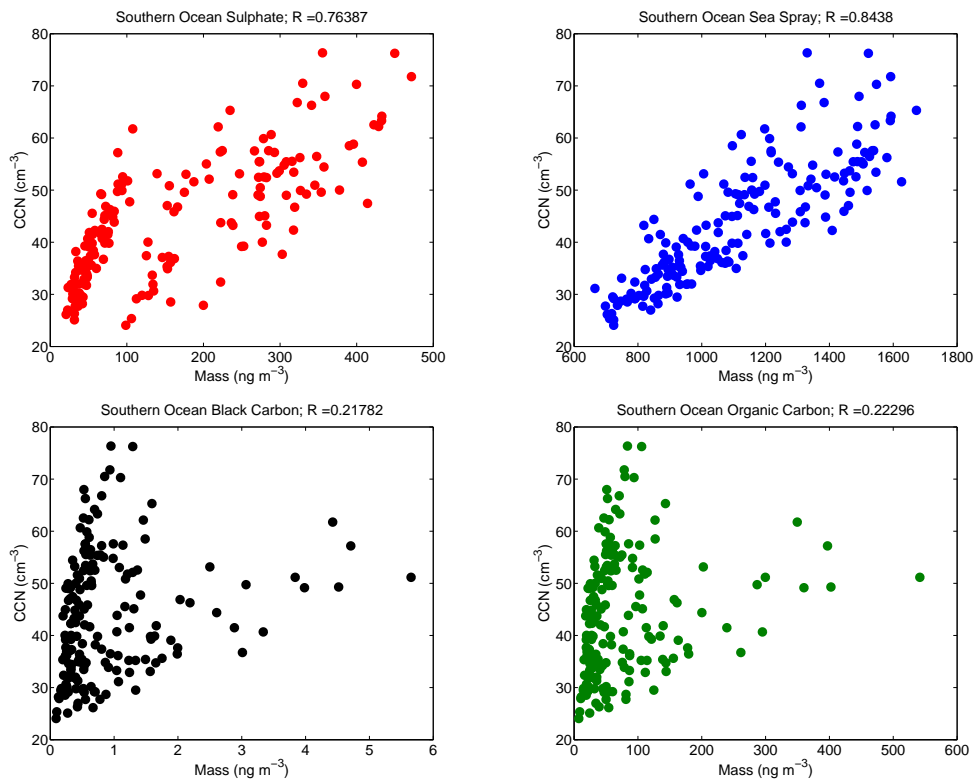 Southern Ocean Sulphate; R =0.76387
80
70
60
50
40
30
20
CCN (cm⁻³)
0 100 200 300 400 500
Mass (ng m⁻³)
Southern Ocean Sea Spray; R =0.8438
80
70
60
50
40
30
20
CCN (cm⁻³)
600 800 1000 1200 1400 1600 1800
Mass (ng m⁻³)
Southern Ocean Black Carbon; R =0.21782
80
70
60
50
40
30
20
CCN (cm⁻³)
0 1 2 3 4 5 6
Mass (ng m⁻³)
Southern Ocean Organic Carbon; R =0.22296
80
70
60
50
40
30
20
CCN (cm⁻³)
0 100 200 300 400 500 600
Mass (ng m⁻³)